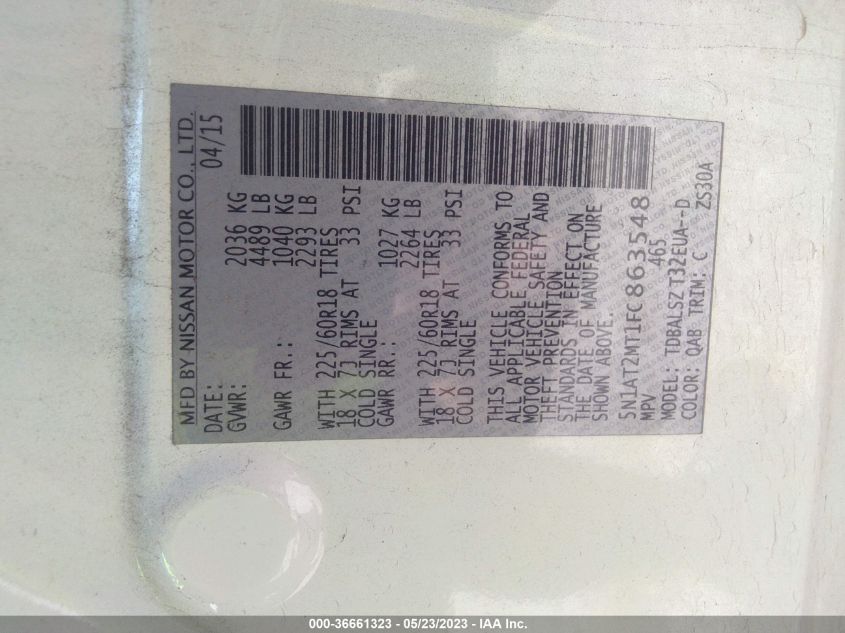 MFD BY NISSAN MOTOR CO., LTD.
DATE: 04/15
GVWR: 2036 KG
4489 LB
GAWR FR.: 1040 KG
2293 LB
WITH 225/60R18 TIRES
18 X 7J RIMS AT 33 PSI
COLD SINGLE
GAWR RR.: 1027 KG
2264 LB
WITH 225/60R18 TIRES
18 X 7J RIMS AT 33 PSI
COLD SINGLE
THIS VEHICLE CONFORMS TO
ALL APPLICABLE FEDERAL
MOTOR VEHICLE SAFETY AND
THEFT PREVENTION
STANDARDS IN EFFECT ON
THE DATE OF MANUFACTURE
SHOWN ABOVE.
5N1AT2MT1FC863548
MPV 465
MODEL: TDBALSZ T32EUA--D
COLOR: QAB TRIM: C ZS30A
000-36661323 - 05/23/2023 - IAA Inc.